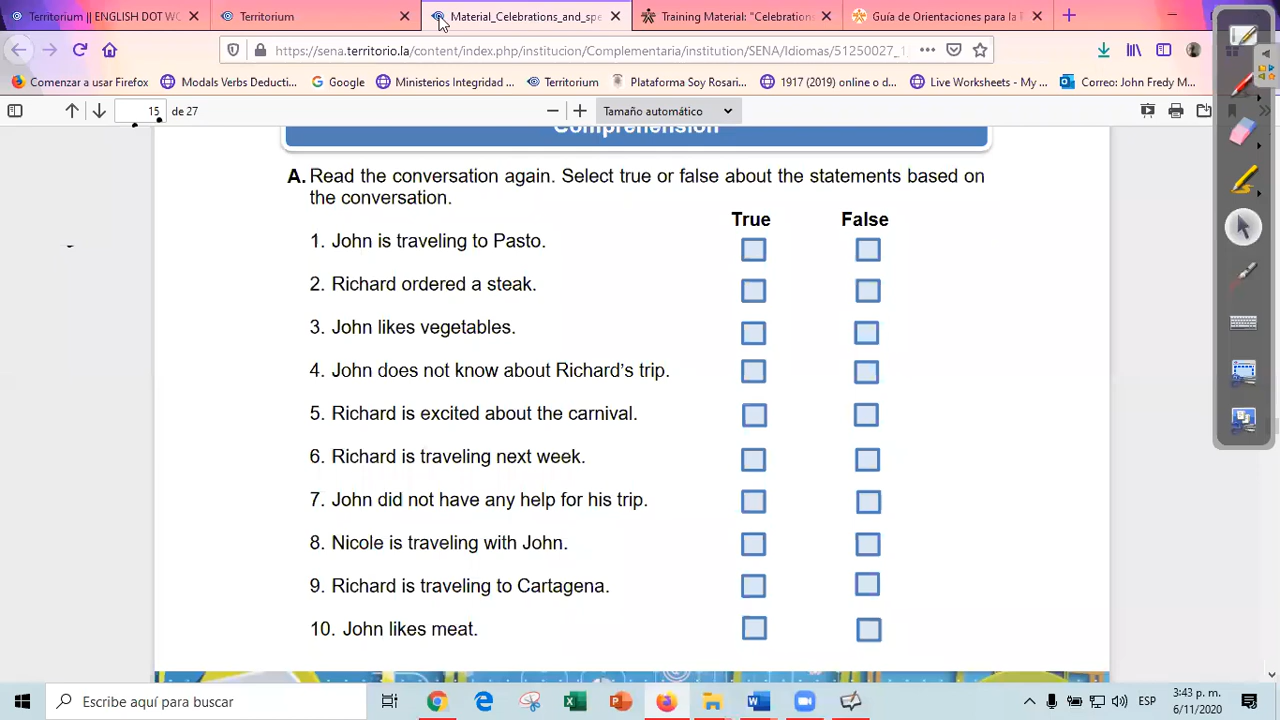 Territorium | ENGLISH DOT WO
Territorium
Material_Celebrations_and_spe
Training Material: "Celebrations
Guía de Orientaciones para la F
https://sena.territorio.la/content/index.php/institucion/Complementaria/institution/SENA/Idiomas/51250027_1
Comenzar a usar Firefox
Modals Verbs Deducti...
Google
Ministerios Integridad ...
Territorium
Plataforma Soy Rosari...
1917 (2019) online o d...
Live Worksheets - My ...
Correo: John Fredy M...
15 de 27
Tamaño automático
Comprehension
A. Read the conversation again. Select true or false about the statements based on
the conversation.
True False
1. John is traveling to Pasto.
2. Richard ordered a steak.
3. John likes vegetables.
4. John does not know about Richard's trip.
5. Richard is excited about the carnival.
6. Richard is traveling next week.
7. John did not have any help for his trip.
8. Nicole is traveling with John.
9. Richard is traveling to Cartagena.
10. John likes meat.
Escribe aquí para buscar
ESP
3:43 p. m.
6/11/2020